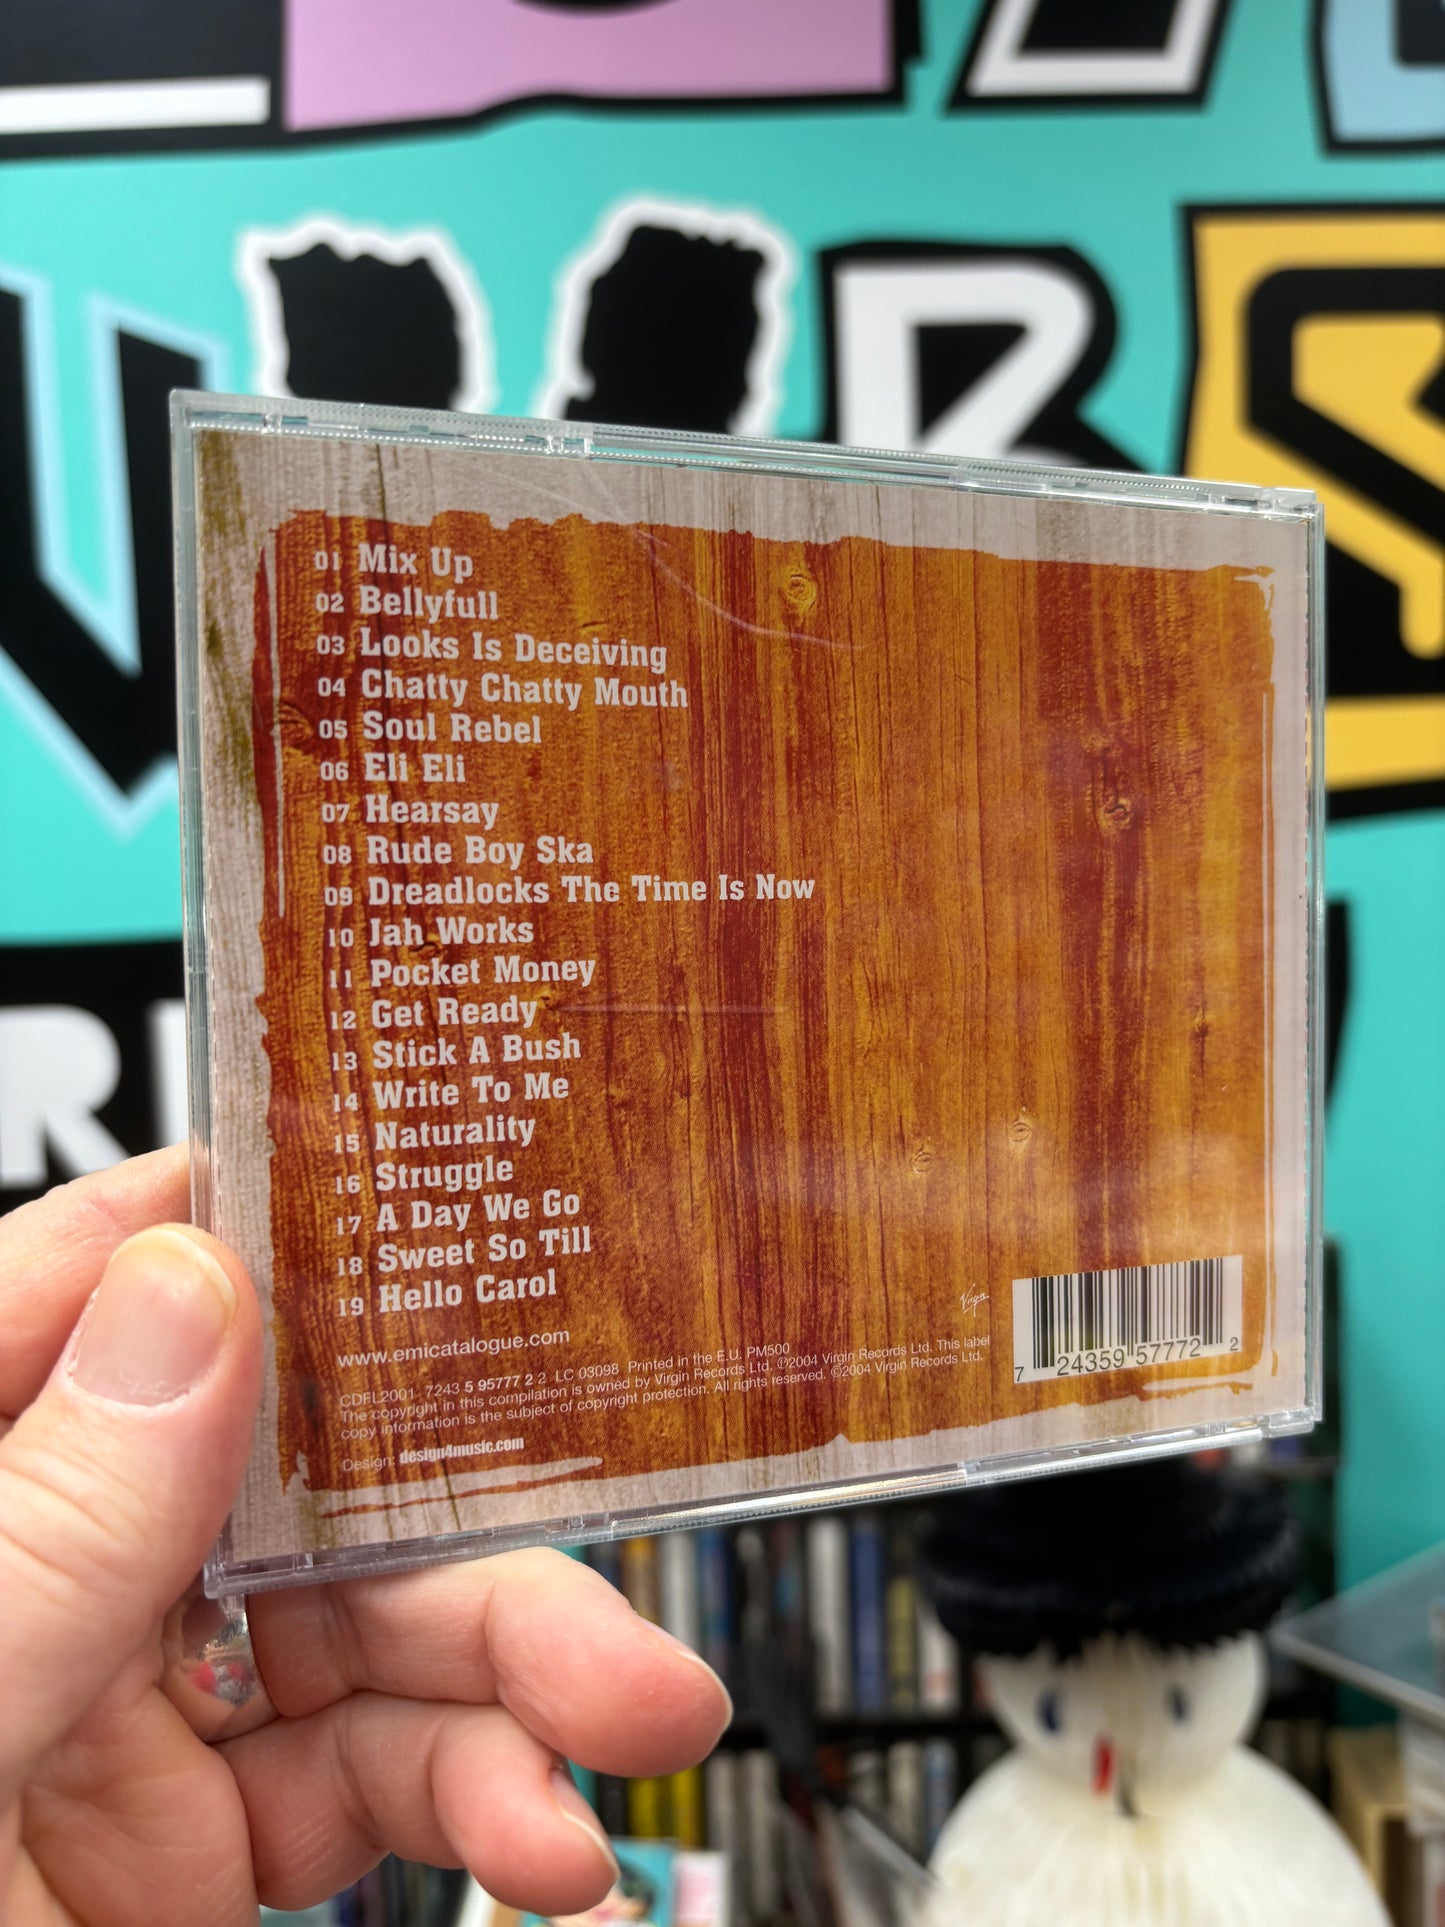 01 Mix Up
02 Bellyfull
03 Looks Is Deceiving
04 Chatty Chatty Mouth
05 Soul Rebel
06 Eli Eli
07 Hearsay
08 Rude Boy Ska
09 Dreadlocks The Time Is Now
10 Jah Works
11 Pocket Money
12 Get Ready
13 Stick A Bush
14 Write To Me
15 Naturality
16 Struggle
17 A Day We Go
18 Sweet So Till
19 Hello Carol
www.emicatalogue.com
CDFL2001 7243 5 95777 2 2 LC 03098 Printed in the E.U. PM500
The copyright in this compilation is owned by Virgin Records Ltd. ℗2004 Virgin Records Ltd. This label
copy information is the subject of copyright protection. All rights reserved. ©2004 Virgin Records Ltd.
Design: design4music.com
Virgin
7 24359 57772 2